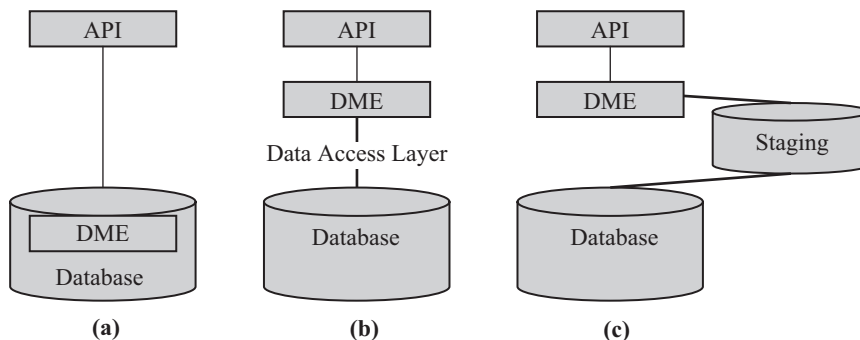 API
DME
Database
(a)
API
DME
Data Access Layer
Database
(b)
API
DME
Staging
Database
(c)